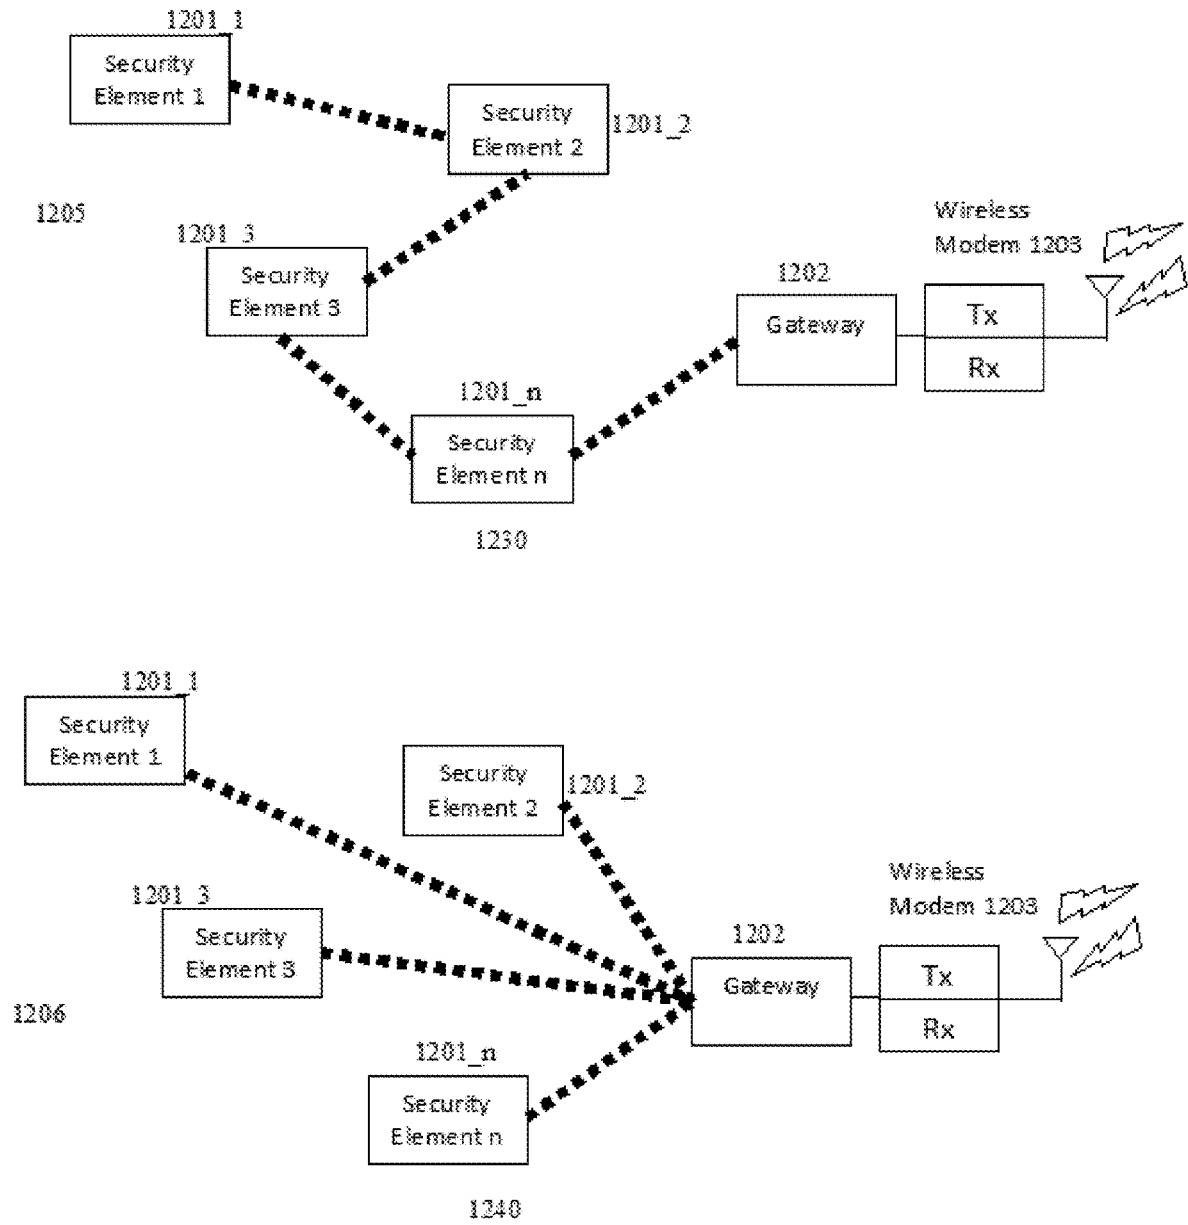 1201_1
Security
Element 1
Security
Element 2
1201_2
1205
1201_3
Security
Element 3
Wireless
Modem 1203
1202
Gateway
Tx
Rx
1201_n
Security
Element n
1230
1201_1
Security
Element 1
Security
Element 2
1201_2
1201_3
Security
Element 3
Wireless
Modem 1203
1202
Gateway
Tx
Rx
1206
1201_n
Security
Element n
1240